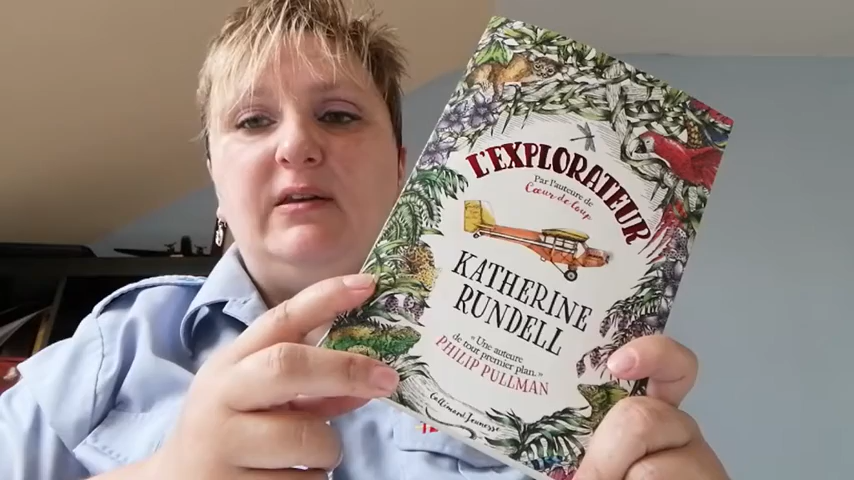 L'EXPLORATEUR
Par l'auteure de
Cœur de loup
KATHERINE
RUNDELL
« Une auteure
de tout premier plan. »
PHILIP PULLMAN
Gallimard Jeunesse